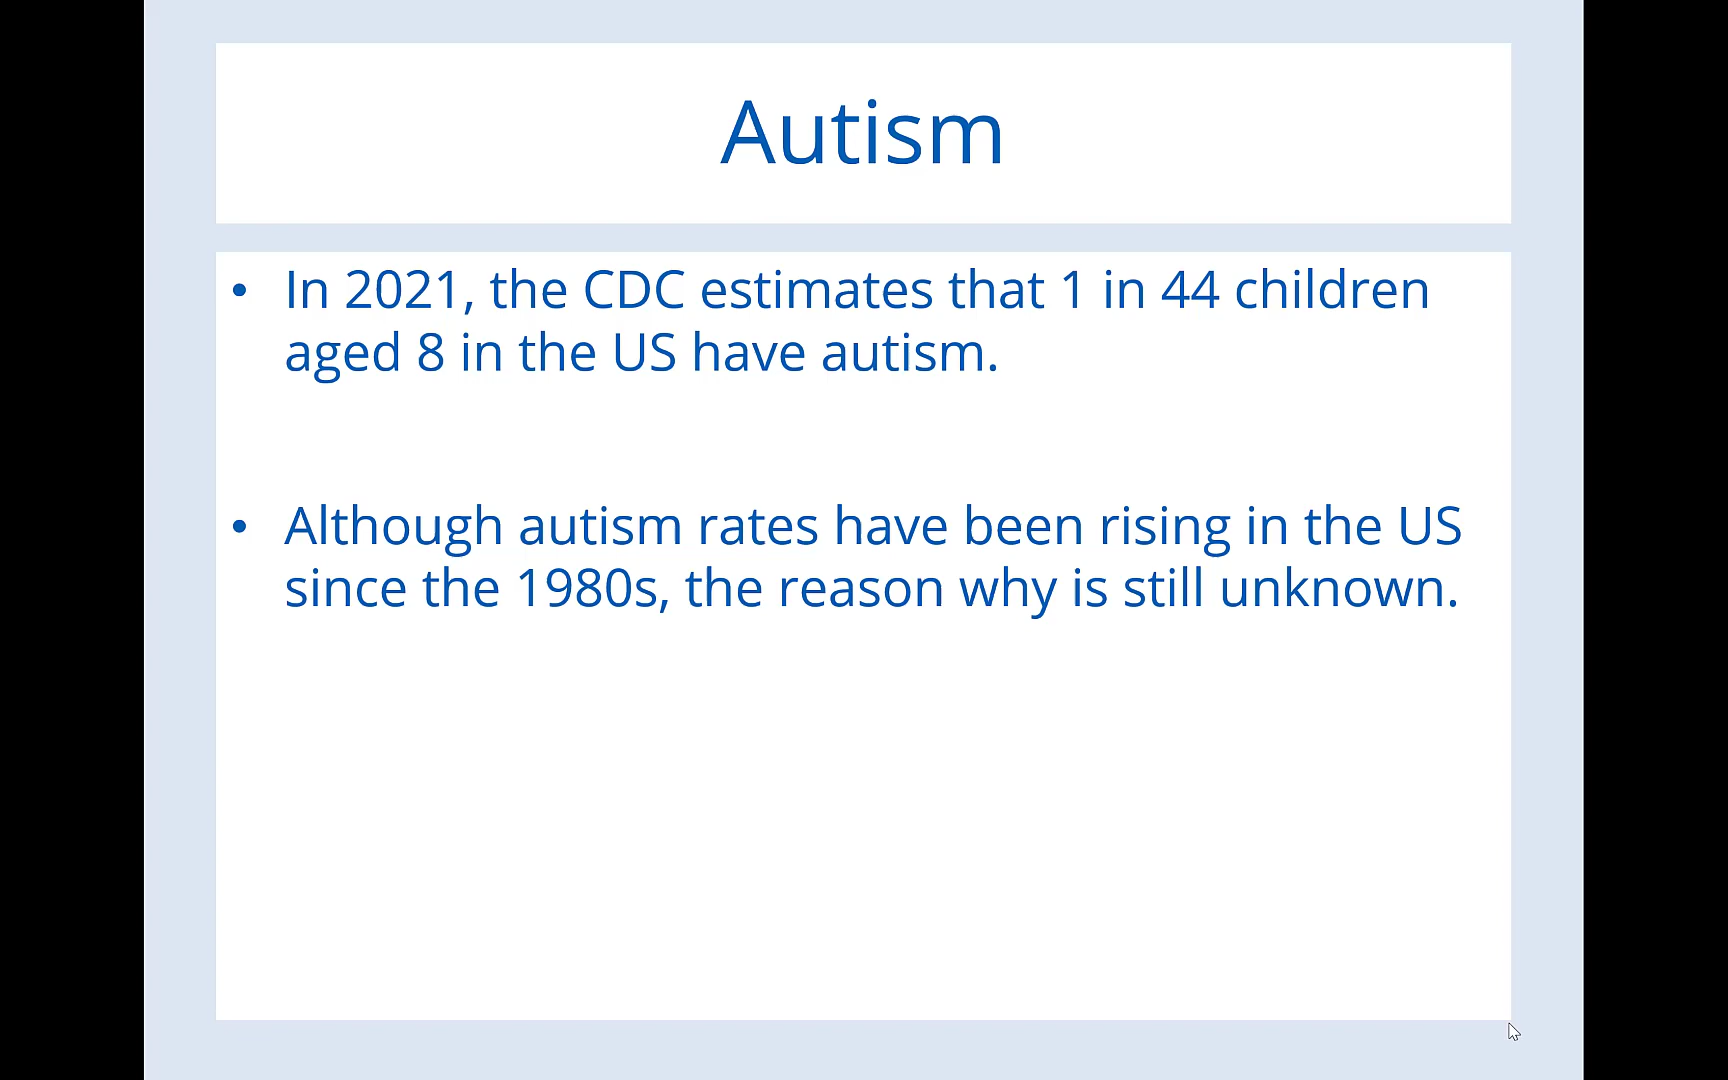 Autism
• In 2021, the CDC estimates that 1 in 44 children
aged 8 in the US have autism.
• Although autism rates have been rising in the US
since the 1980s, the reason why is still unknown.